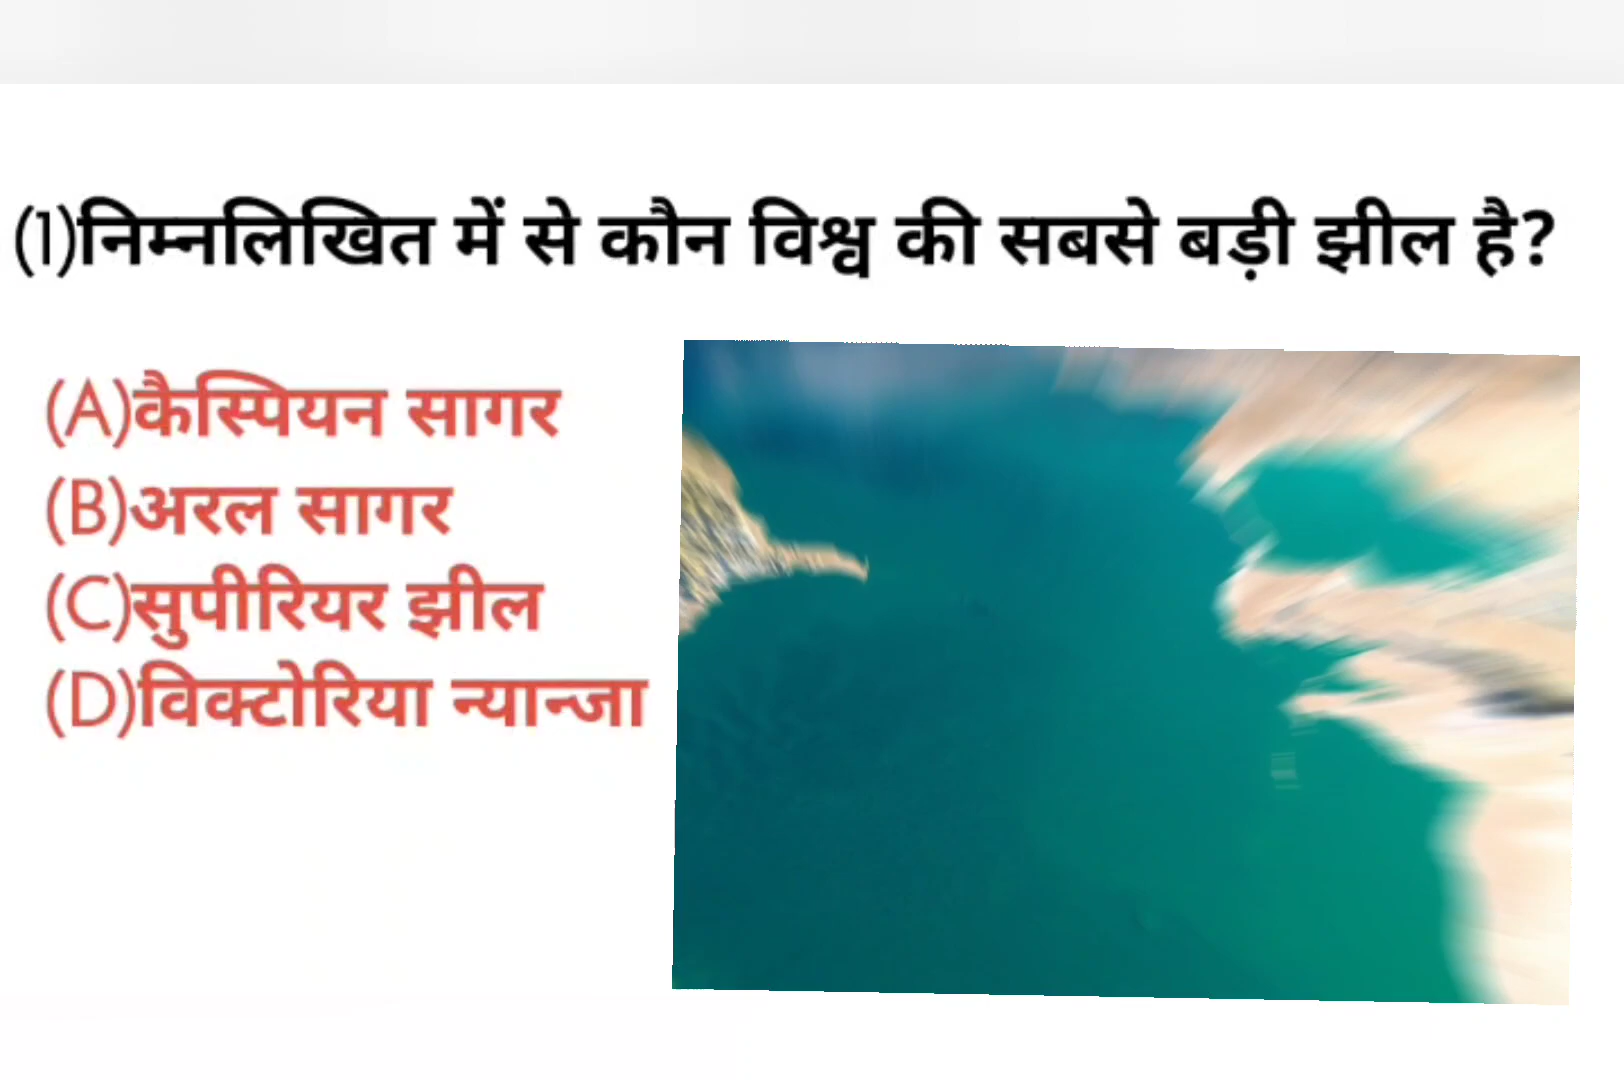 (1)निम्नलिखित में से कौन विश्व की सबसे बड़ी झील है?
(A)कैस्पियन सागर
(B)अरल सागर
(C)सुपीरियर झील
(D)विक्टोरिया न्यान्जा